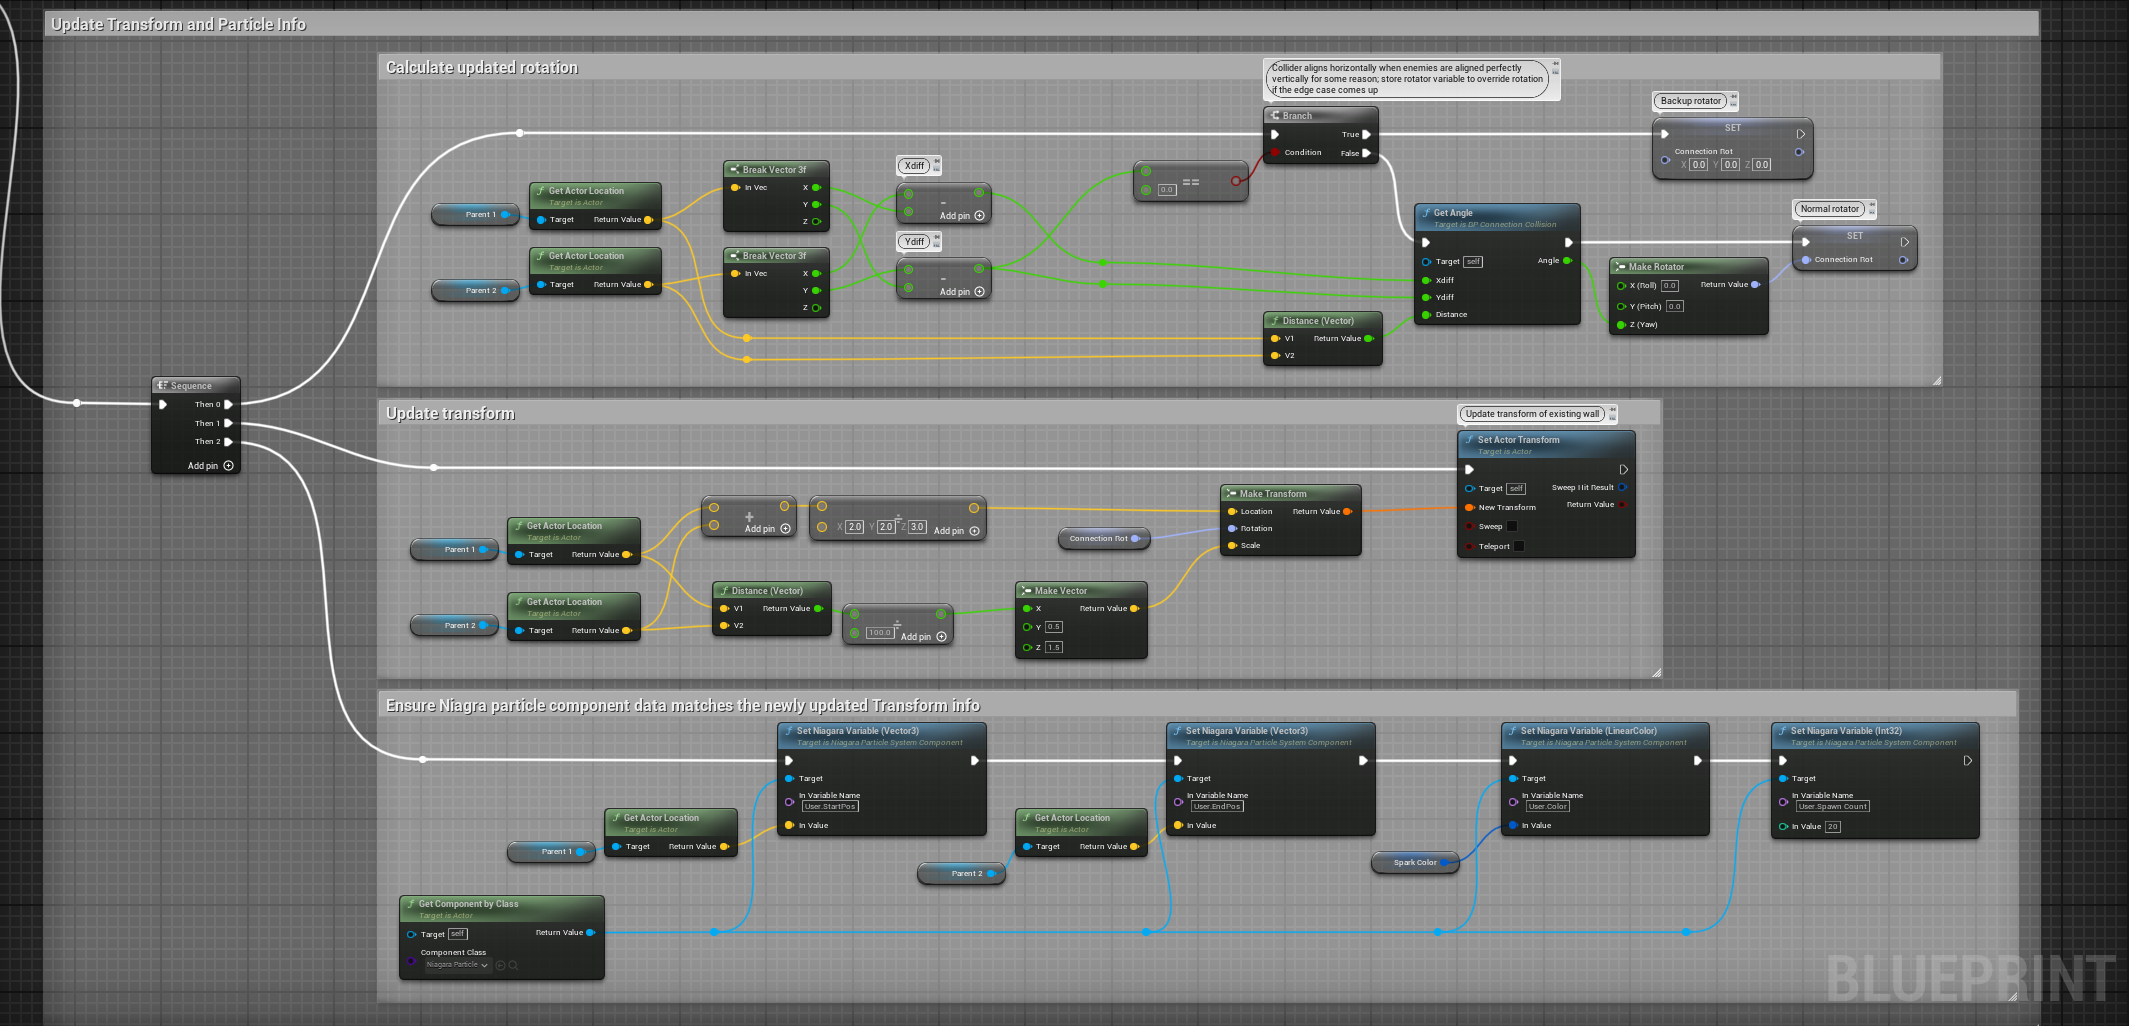 Update Transform and Particle Info
Calculate updated rotation
Collider aligns horizontally when enemies are aligned perfectly
vertically for some reason; store rotator variable to override rotation
if the edge case comes up
Branch
True
Condition
False
Backup rotator
SET
Connection Rot
X 0.0 Y 0.0 Z 0.0
Parent 1
Get Actor Location
Target is Actor
Target
Return Value
Parent 2
Get Actor Location
Target is Actor
Target
Return Value
Break Vector 3f
In Vec
X
Y
Z
Break Vector 3f
In Vec
X
Y
Z
Xdiff
-
Add pin
Ydiff
-
Add pin
0.0
==
Get Angle
Target is BP Connection Collision
Target self
Angle
Xdiff
Ydiff
Distance
Distance (Vector)
V1
Return Value
V2
Make Rotator
X (Roll) 0.0
Return Value
Y (Pitch) 0.0
Z (Yaw)
Normal rotator
SET
Connection Rot
Sequence
Then 0
Then 1
Then 2
Add pin
Update transform
Parent 1
Get Actor Location
Target is Actor
Target
Return Value
Parent 2
Get Actor Location
Target is Actor
Target
Return Value
+
Add pin
X 2.0 Y 2.0 Z 3.0
÷
Add pin
Distance (Vector)
V1
Return Value
V2
100.0
÷
Add pin
Make Vector
X
Return Value
Y 0.5
Z 1.5
Connection Rot
Make Transform
Location
Return Value
Rotation
Scale
Update transform of existing wall
Set Actor Transform
Target is Actor
Target self
Sweep Hit Result
New Transform
Return Value
Sweep
Teleport
Ensure Niagra particle component data matches the newly updated Transform info
Set Niagara Variable (Vector3)
Target is Niagara Particle System Component
Target
In Variable Name
User.StartPos
In Value
Parent 1
Get Actor Location
Target is Actor
Target
Return Value
Set Niagara Variable (Vector3)
Target is Niagara Particle System Component
Target
In Variable Name
User.EndPos
In Value
Parent 2
Get Actor Location
Target is Actor
Target
Return Value
Set Niagara Variable (LinearColor)
Target is Niagara Particle System Component
Target
In Variable Name
User.Color
In Value
Spark Color
Set Niagara Variable (Int32)
Target is Niagara Particle System Component
Target
In Variable Name
User.Spawn Count
In Value 20
Get Component by Class
Target is Actor
Target self
Return Value
Component Class
Niagara Particle
BLUEPRINT